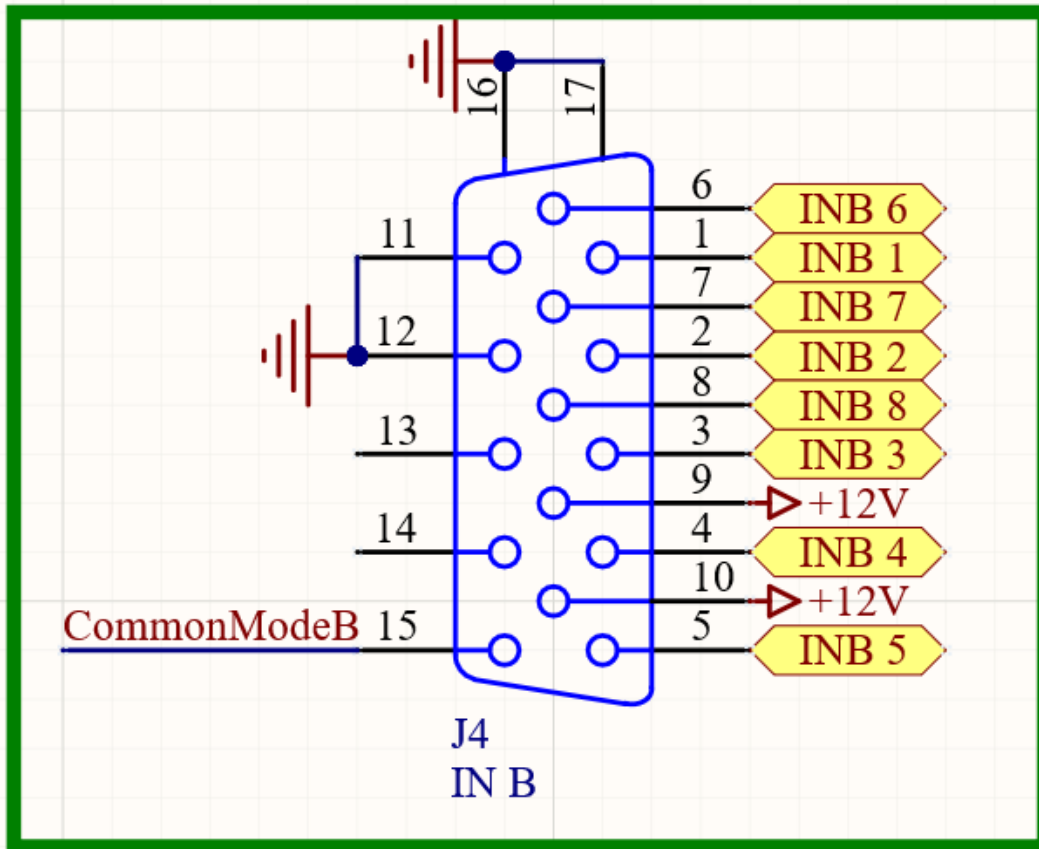 16 17
6 INB 6
11 1 INB 1
7 INB 7
12 2 INB 2
8 INB 8
13 3 INB 3
9 +12V
14 4 INB 4
10 +12V
CommonModeB 15 5 INB 5
J4
IN B